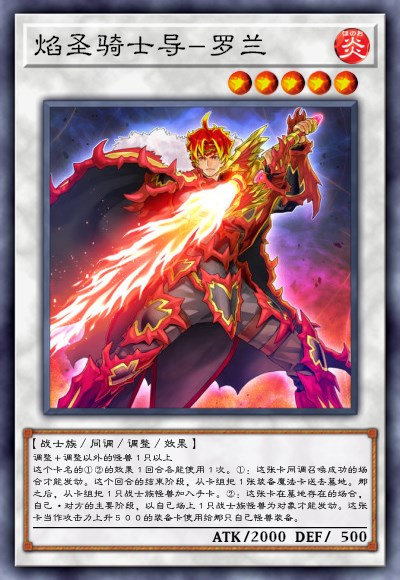 焰圣骑士导-罗兰
ほのお
炎
【战士族/同调/调整/效果】
调整+调整以外的怪兽1只以上
这个卡名的①②的效果1回合各能使用1次。①:这张卡同调召唤成功的场
合才能发动。这个回合的结束阶段,从卡组把1张装备魔法卡送去墓地。那
之后,从卡组把1只战士族怪兽加入手卡。②:这张卡在墓地存在的场合,
自己·对方的主要阶段,以自己场上1只战士族怪兽为对象才能发动。这张
卡当作攻击力上升500的装备卡使用给那只自己怪兽装备。
ATK/2000 DEF/ 500